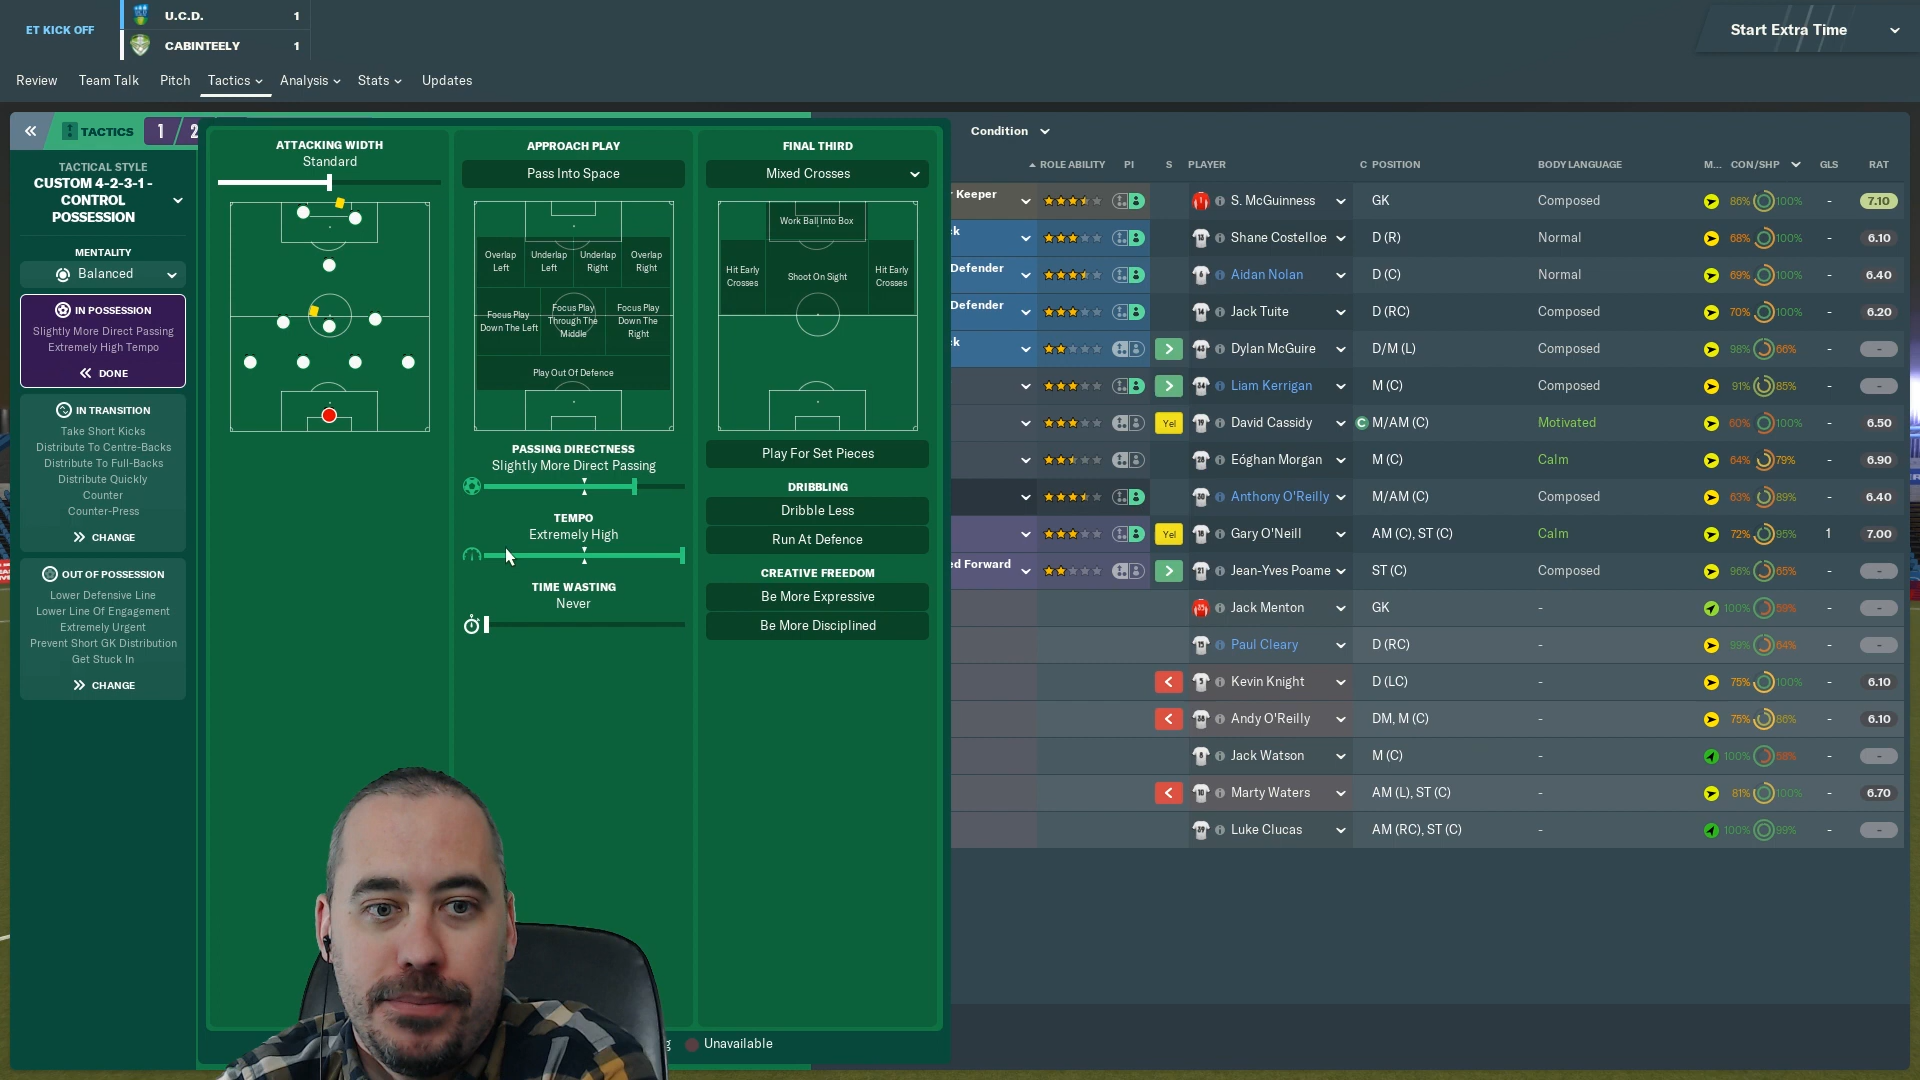 ET KICK OFF
U.C.D. 1
CABINTEELY 1
Start Extra Time
Review Team Talk Pitch Tactics Analysis Stats Updates
TACTICS 1 2
TACTICAL STYLE
CUSTOM 4-2-3-1 -
CONTROL
POSSESSION
MENTALITY
Balanced
IN POSSESSION
Slightly More Direct Passing
Extremely High Tempo
DONE
IN TRANSITION
Take Short Kicks
Distribute To Centre-Backs
Distribute To Full-Backs
Distribute Quickly
Counter
Counter-Press
CHANGE
OUT OF POSSESSION
Lower Defensive Line
Lower Line Of Engagement
Extremely Urgent
Prevent Short GK Distribution
Get Stuck In
CHANGE
ATTACKING WIDTH
Standard
APPROACH PLAY
Pass Into Space
Overlap Left
Underlap Left
Underlap Right
Overlap Right
Focus Play Down The Left
Focus Play Through The Middle
Focus Play Down The Right
Play Out Of Defence
PASSING DIRECTNESS
Slightly More Direct Passing
TEMPO
Extremely High
TIME WASTING
Never
FINAL THIRD
Mixed Crosses
Work Ball Into Box
Hit Early Crosses
Shoot On Sight
Hit Early Crosses
Play For Set Pieces
DRIBBLING
Dribble Less
Run At Defence
CREATIVE FREEDOM
Be More Expressive
Be More Disciplined
Unavailable
Condition
ROLE ABILITY PI S PLAYER C POSITION BODY LANGUAGE M... CON/SHP GLS RAT
Keeper S. McGuinness GK Composed 86% 100% - 7.10
ck Shane Costelloe D (R) Normal 68% 100% - 6.10
Defender Aidan Nolan D (C) Normal 69% 100% - 6.40
Defender Jack Tuite D (RC) Composed 70% 100% - 6.20
ck Dylan McGuire D/M (L) Composed 98% 66% - -
Liam Kerrigan M (C) Composed 91% 85% - -
Yel David Cassidy C M/AM (C) Motivated 60% 100% - 6.50
Eóghan Morgan M (C) Calm 64% 79% - 6.90
Anthony O'Reilly M/AM (C) Composed 63% 89% - 6.40
Yel Gary O'Neill AM (C), ST (C) Calm 72% 95% 1 7.00
ed Forward Jean-Yves Poame ST (C) Composed 96% 65% - -
Jack Menton GK - 100% 59% - -
Paul Cleary D (RC) - 99% 64% - -
Kevin Knight D (LC) - 75% 100% - 6.10
Andy O'Reilly DM, M (C) - 75% 86% - 6.10
Jack Watson M (C) - 100% 58% - -
Marty Waters AM (L), ST (C) - 81% 100% - 6.70
Luke Clucas AM (RC), ST (C) - 100% 99% - -